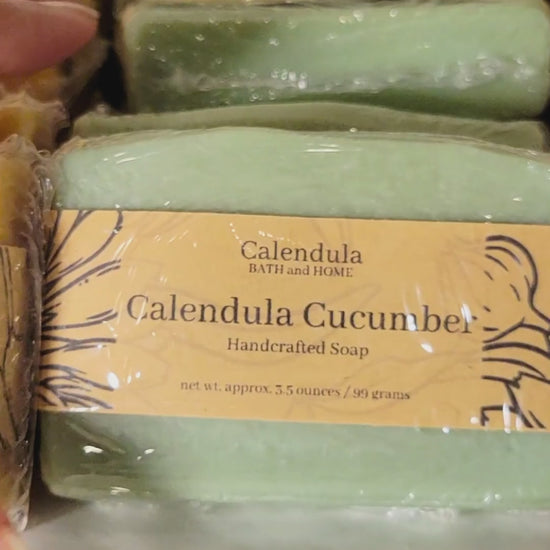 Calendula
BATH and HOME
Calendula Cucumber
Handcrafted Soap
net wt. approx. 3.5 ounces / 99 grams